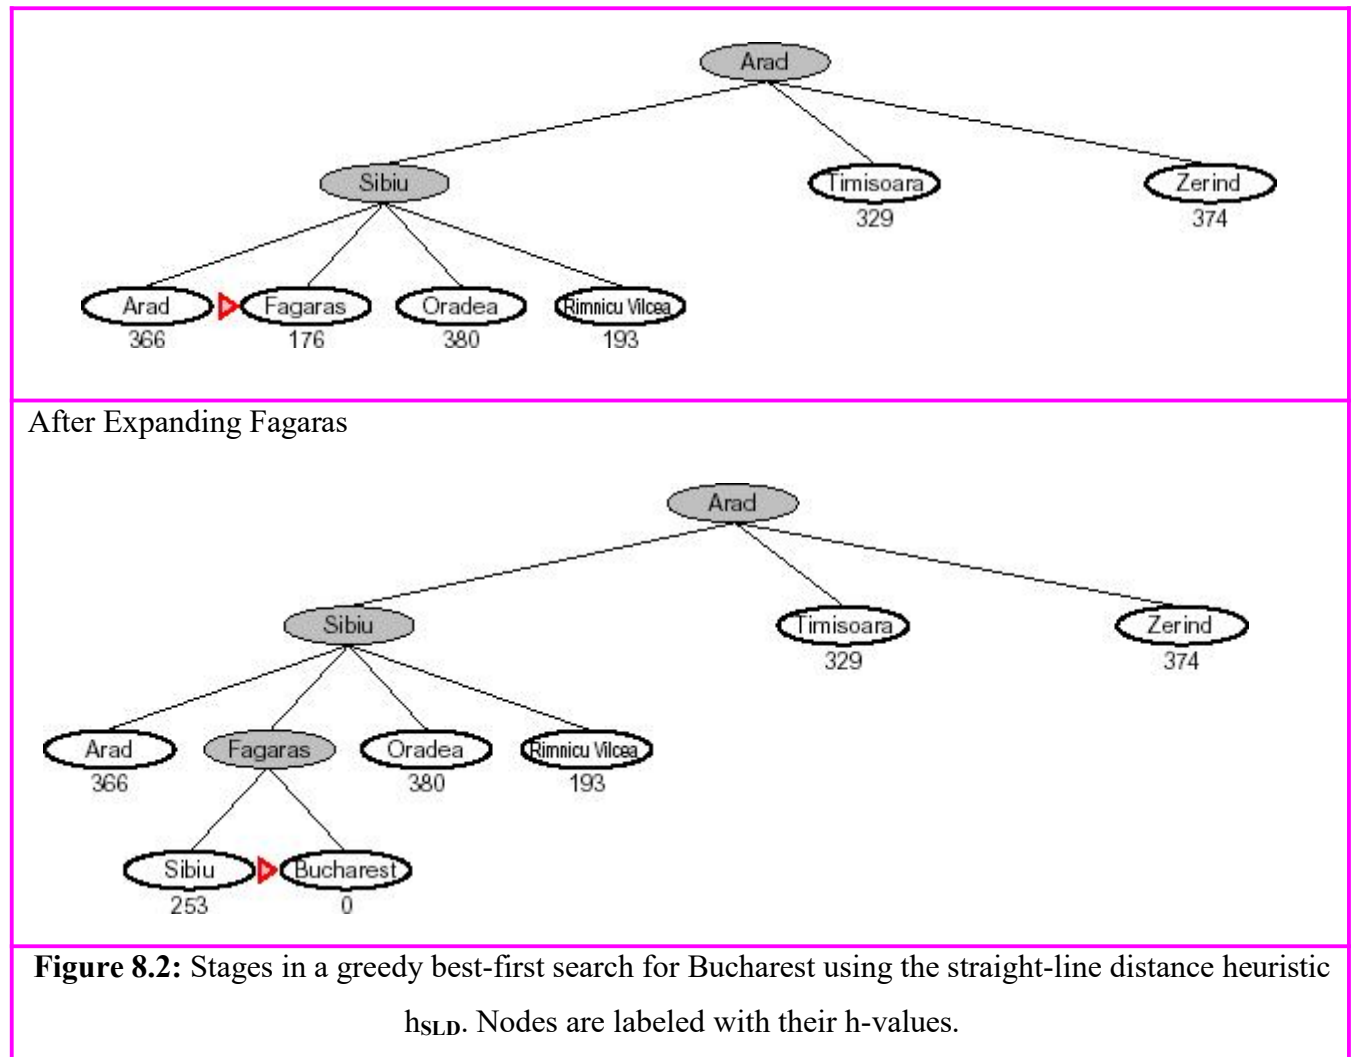 Arad
Sibiu Timisoara Zerind
329 374
Arad Fagaras Oradea Rimnicu Vilcea
366 176 380 193
After Expanding Fagaras
Arad
Sibiu Timisoara Zerind
329 374
Arad Fagaras Oradea Rimnicu Vilcea
366 380 193
Sibiu Bucharest
253 0
Figure 8.2: Stages in a greedy best-first search for Bucharest using the straight-line distance heuristic
hSLD. Nodes are labeled with their h-values.